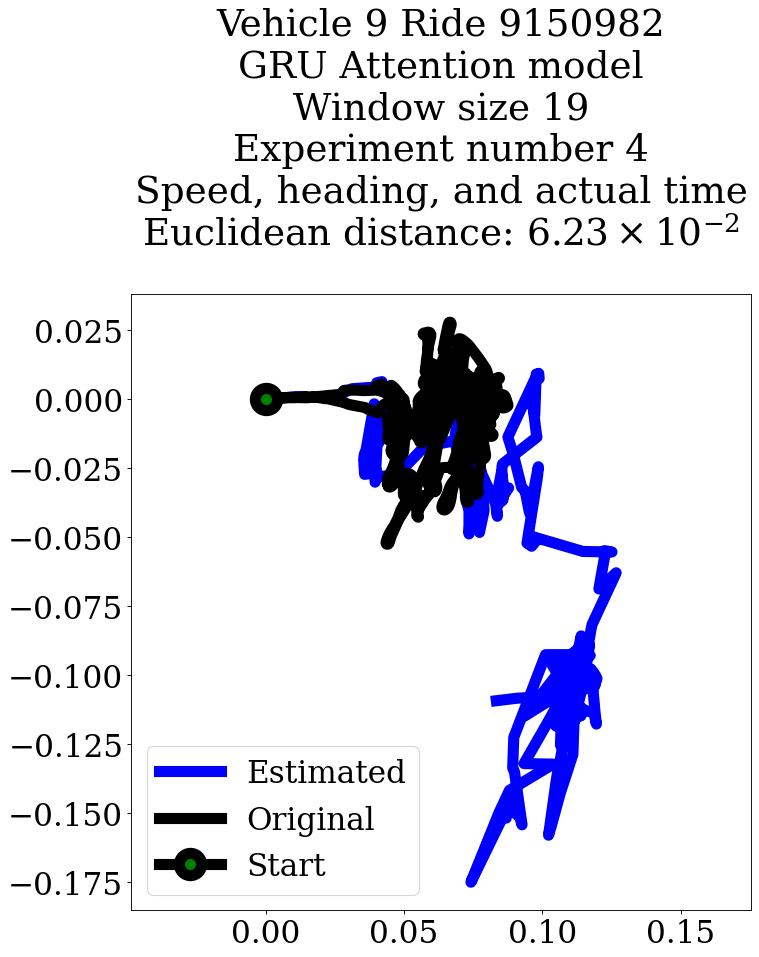 Vehicle 9 Ride 9150982
GRU Attention model
Window size 19
Experiment number 4
Speed, heading, and actual time
Euclidean distance: 6.23 × 10⁻²
0.025
0.000
−0.025
−0.050
−0.075
−0.100
−0.125
−0.150
−0.175
Estimated
Original
Start
0.00 0.05 0.10 0.15